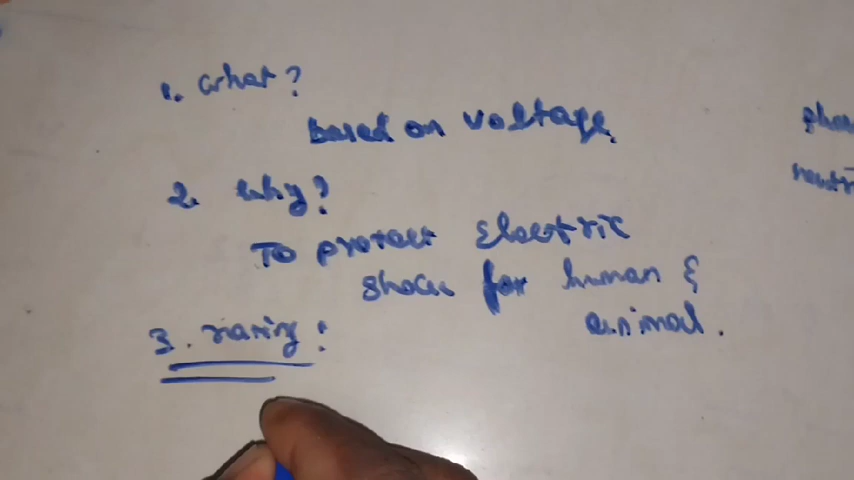 1. What?
based on voltage.
2. Why?
To protect Electric
shock for human &
animal.
3. rating: